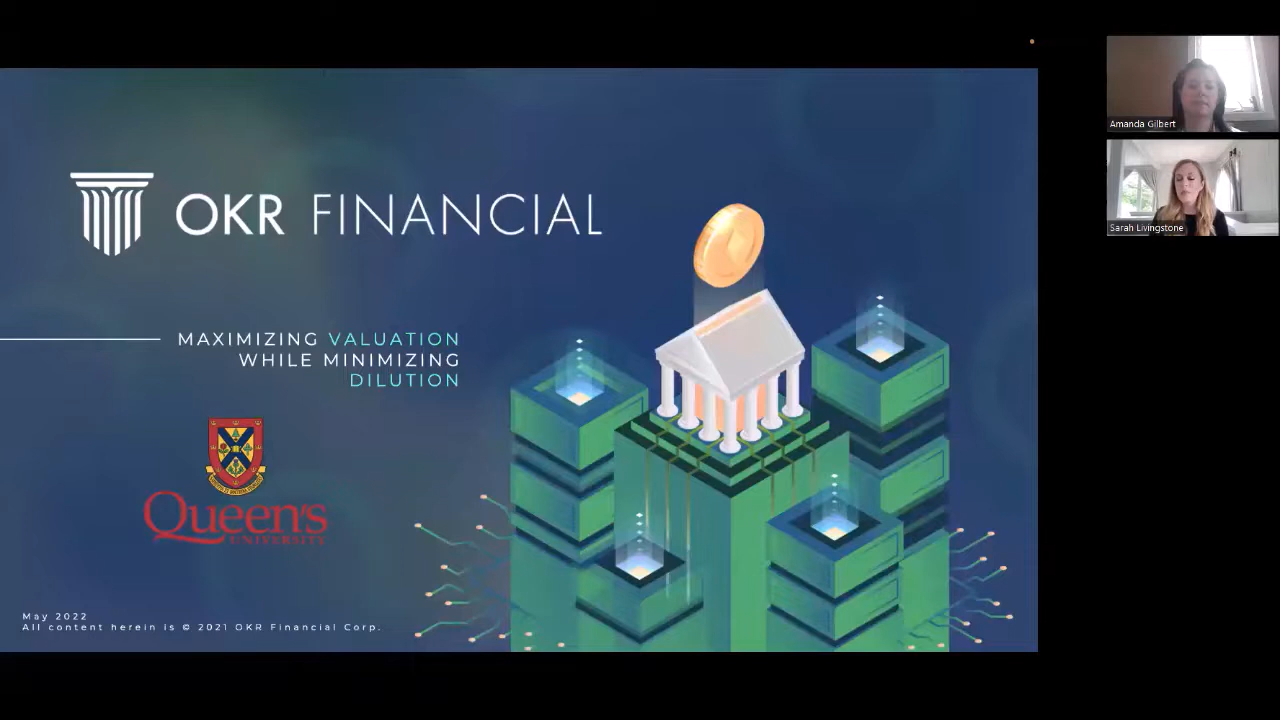 OKR FINANCIAL
MAXIMIZING VALUATION
WHILE MINIMIZING
DILUTION
Queen's
UNIVERSITY
May 2022
All content herein is © 2021 OKR Financial Corp.
Amanda Gilbert
Sarah Livingstone